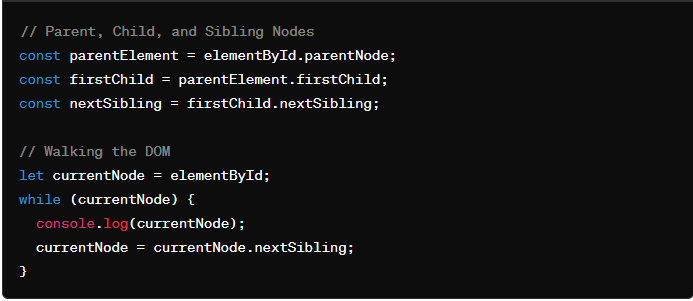 // Parent, Child, and Sibling Nodes
const parentElement = elementById.parentNode;
const firstChild = parentElement.firstChild;
const nextSibling = firstChild.nextSibling;

// Walking the DOM
let currentNode = elementById;
while (currentNode) {
  console.log(currentNode);
  currentNode = currentNode.nextSibling;
}